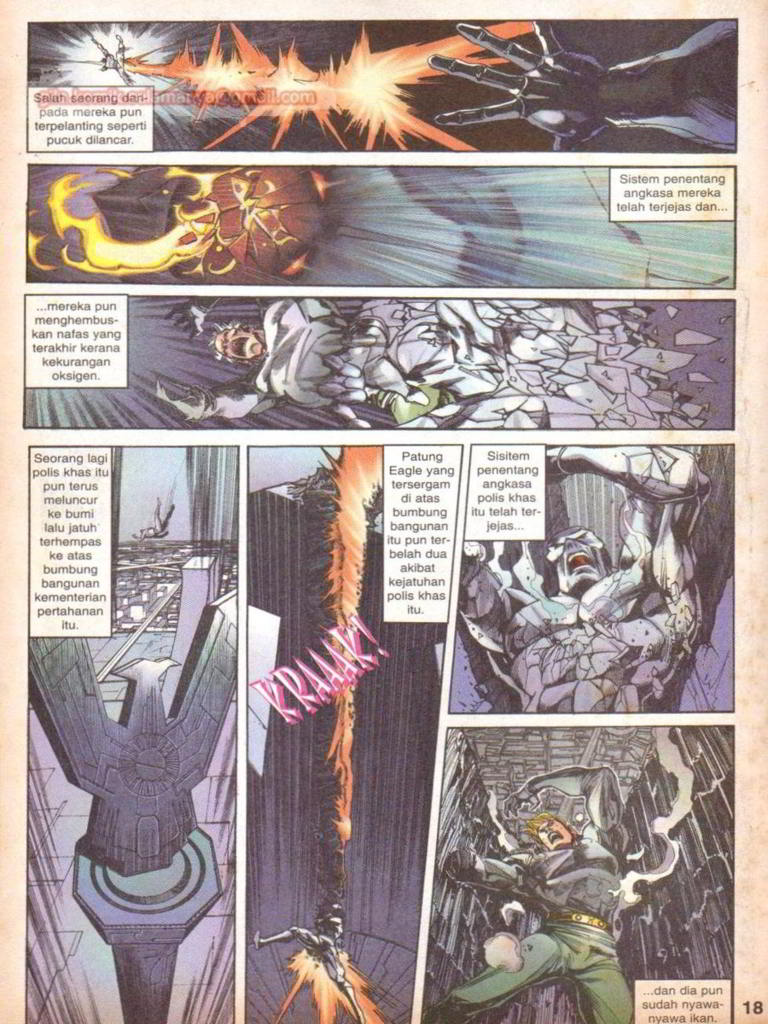 Salah seorang dari-
pada mereka pun
terpelanting seperti
pucuk dilancar.
Sistem penentang
angkasa mereka
telah terjejas dan...
...mereka pun
menghembus-
kan nafas yang
terakhir kerana
kekurangan
oksigen.
Seorang lagi
polis khas itu
pun terus
meluncur
ke bumi
lalu jatuh
terhempas
ke atas
bumbung
bangunan
kementerian
pertahanan
itu.
Patung
Eagle yang
tersergam
di atas
bumbung
bangunan
itu pun ter-
belah dua
akibat
kejatuhan
polis khas
itu.
KRAAAK!
Sisitem
penentang
angkasa
polis khas
itu telah ter-
jejas...
...dan dia pun
sudah nyawa-
nyawa ikan.
18